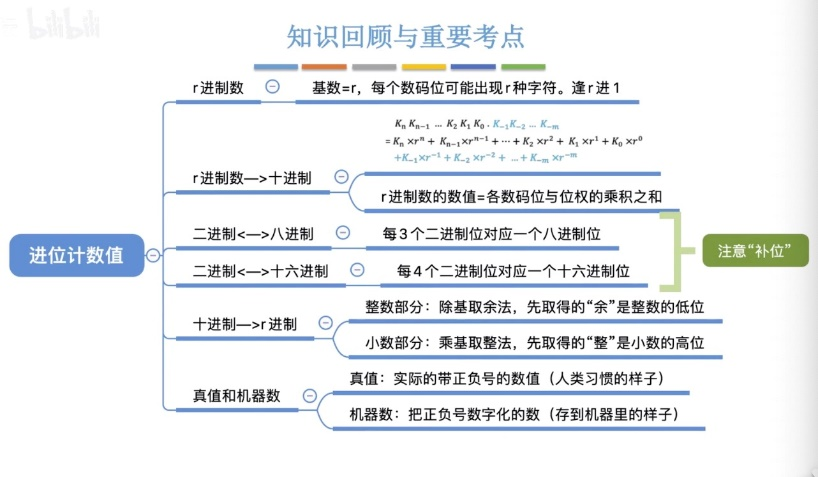 bilibili
知识回顾与重要考点
r进制数
基数=r，每个数码位可能出现r种字符。逢r进1
Kₙ Kₙ₋₁ … K₂ K₁ K₀ . K₋₁K₋₂ … K₋ₘ
= Kₙ ×rⁿ + Kₙ₋₁×rⁿ⁻¹ + ⋯ + K₂ ×r² + K₁ ×r¹ + K₀ ×r⁰
+K₋₁×r⁻¹ + K₋₂ ×r⁻² + … +K₋ₘ×r⁻ᵐ
r进制数—>十进制
r进制数的数值=各数码位与位权的乘积之和
进位计数值
二进制<—>八进制
每3个二进制位对应一个八进制位
二进制<—>十六进制
每4个二进制位对应一个十六进制位
注意“补位”
十进制—>r进制
整数部分：除基取余法，先取得的“余”是整数的低位
小数部分：乘基取整法，先取得的“整”是小数的高位
真值和机器数
真值：实际的带正负号的数值（人类习惯的样子）
机器数：把正负号数字化的数（存到机器里的样子）